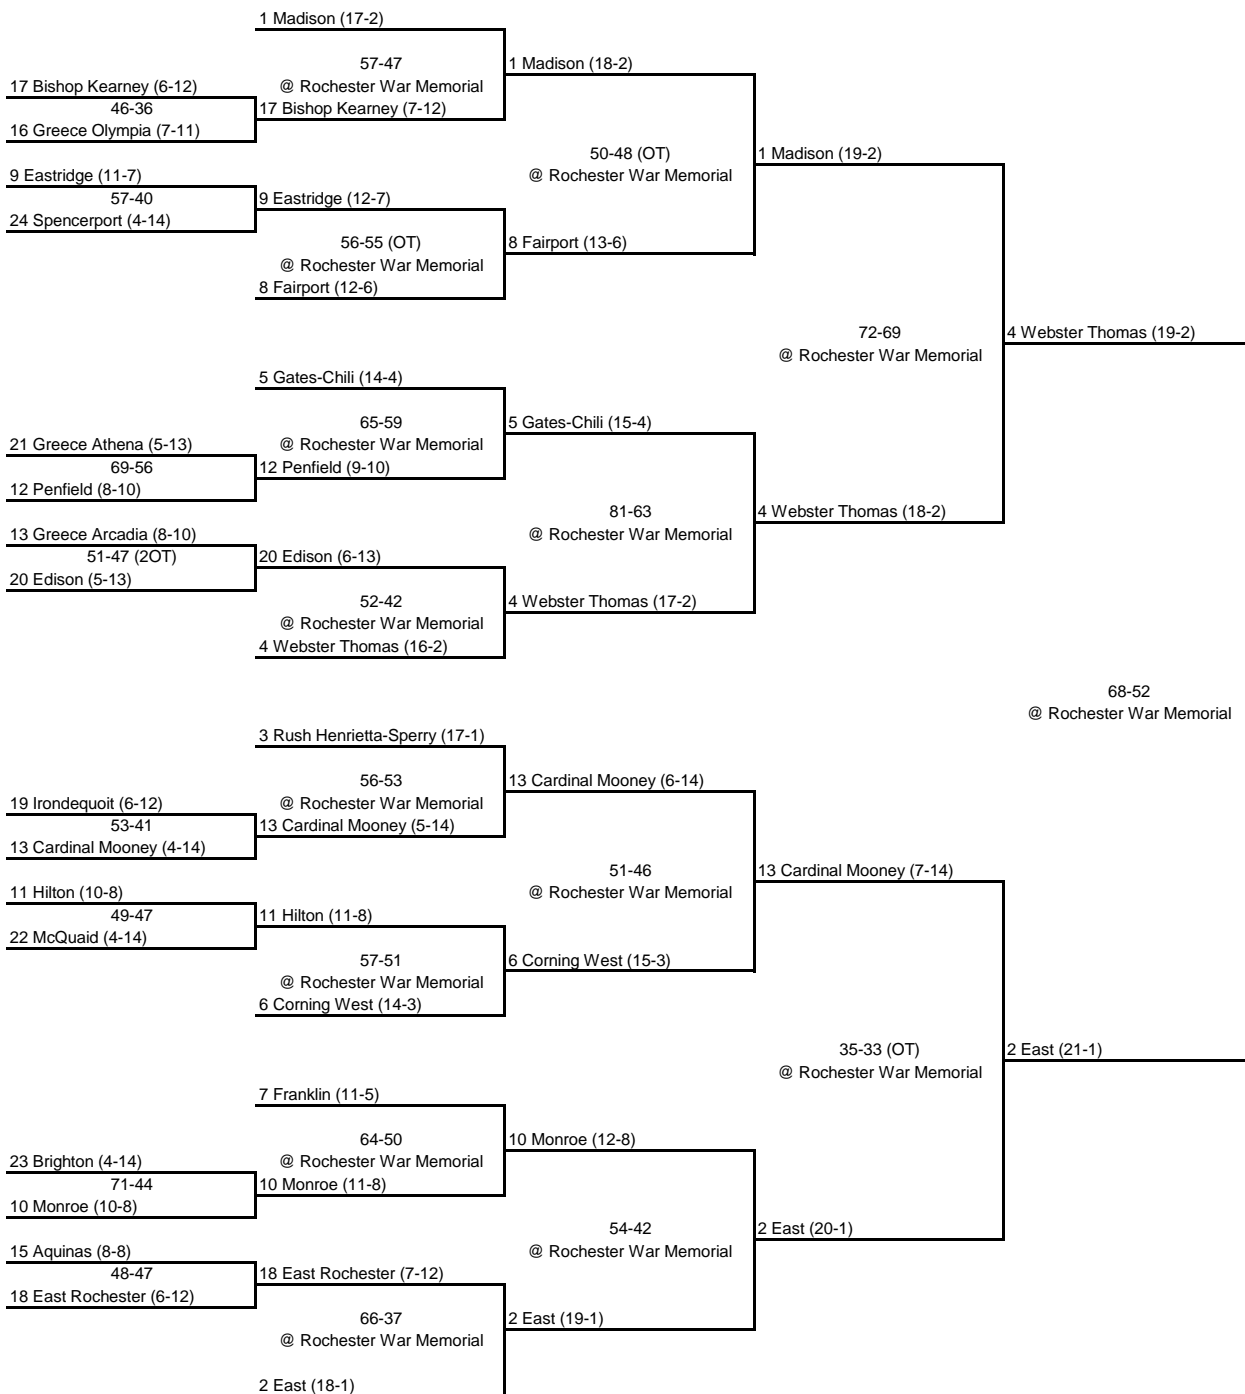 1 Madison (17-2)
57-47
1 Madison (18-2)
17 Bishop Kearney (6-12)
@ Rochester War Memorial
46-36
17 Bishop Kearney (7-12)
16 Greece Olympia (7-11)
50-48 (OT)
1 Madison (19-2)
@ Rochester War Memorial
9 Eastridge (11-7)
57-40
9 Eastridge (12-7)
24 Spencerport (4-14)
56-55 (OT)
8 Fairport (13-6)
@ Rochester War Memorial
8 Fairport (12-6)
72-69
4 Webster Thomas (19-2)
@ Rochester War Memorial
5 Gates-Chili (14-4)
65-59
5 Gates-Chili (15-4)
21 Greece Athena (5-13)
@ Rochester War Memorial
69-56
12 Penfield (9-10)
12 Penfield (8-10)
81-63
4 Webster Thomas (18-2)
@ Rochester War Memorial
13 Greece Arcadia (8-10)
51-47 (2OT)
20 Edison (6-13)
20 Edison (5-13)
52-42
4 Webster Thomas (17-2)
@ Rochester War Memorial
4 Webster Thomas (16-2)
68-52
@ Rochester War Memorial
3 Rush Henrietta-Sperry (17-1)
56-53
13 Cardinal Mooney (6-14)
19 Irondequoit (6-12)
@ Rochester War Memorial
53-41
13 Cardinal Mooney (5-14)
13 Cardinal Mooney (4-14)
51-46
13 Cardinal Mooney (7-14)
@ Rochester War Memorial
11 Hilton (10-8)
49-47
11 Hilton (11-8)
22 McQuaid (4-14)
57-51
6 Corning West (15-3)
@ Rochester War Memorial
6 Corning West (14-3)
35-33 (OT)
2 East (21-1)
@ Rochester War Memorial
7 Franklin (11-5)
64-50
10 Monroe (12-8)
23 Brighton (4-14)
@ Rochester War Memorial
71-44
10 Monroe (11-8)
10 Monroe (10-8)
54-42
2 East (20-1)
@ Rochester War Memorial
15 Aquinas (8-8)
48-47
18 East Rochester (7-12)
18 East Rochester (6-12)
66-37
2 East (19-1)
@ Rochester War Memorial
2 East (18-1)